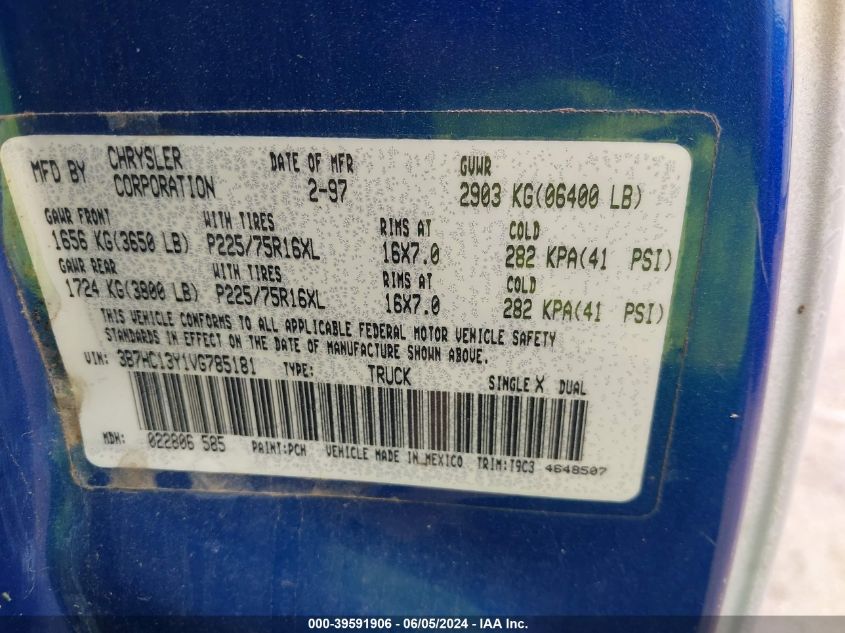 MFD BY CHRYSLER CORPORATION DATE OF MFR 2-97 GVWR 2903 KG(06400 LB)
GAWR FRONT WITH TIRES RIMS AT COLD
1656 KG(3650 LB) P225/75R16XL 16X7.0 282 KPA(41 PSI)
GAWR REAR WITH TIRES RIMS AT COLD
1724 KG(3800 LB) P225/75R16XL 16X7.0 282 KPA(41 PSI)
THIS VEHICLE CONFORMS TO ALL APPLICABLE FEDERAL MOTOR VEHICLE SAFETY
STANDARDS IN EFFECT ON THE DATE OF MANUFACTURE SHOWN ABOVE.
VIN: 3B7HC13Y1VG785181 TYPE: TRUCK SINGLE X DUAL
MDH: 022806 585 PAINT:PCH VEHICLE MADE IN MEXICO TRIM:T9C3 4648507
000-39591906 - 06/05/2024 - IAA Inc.